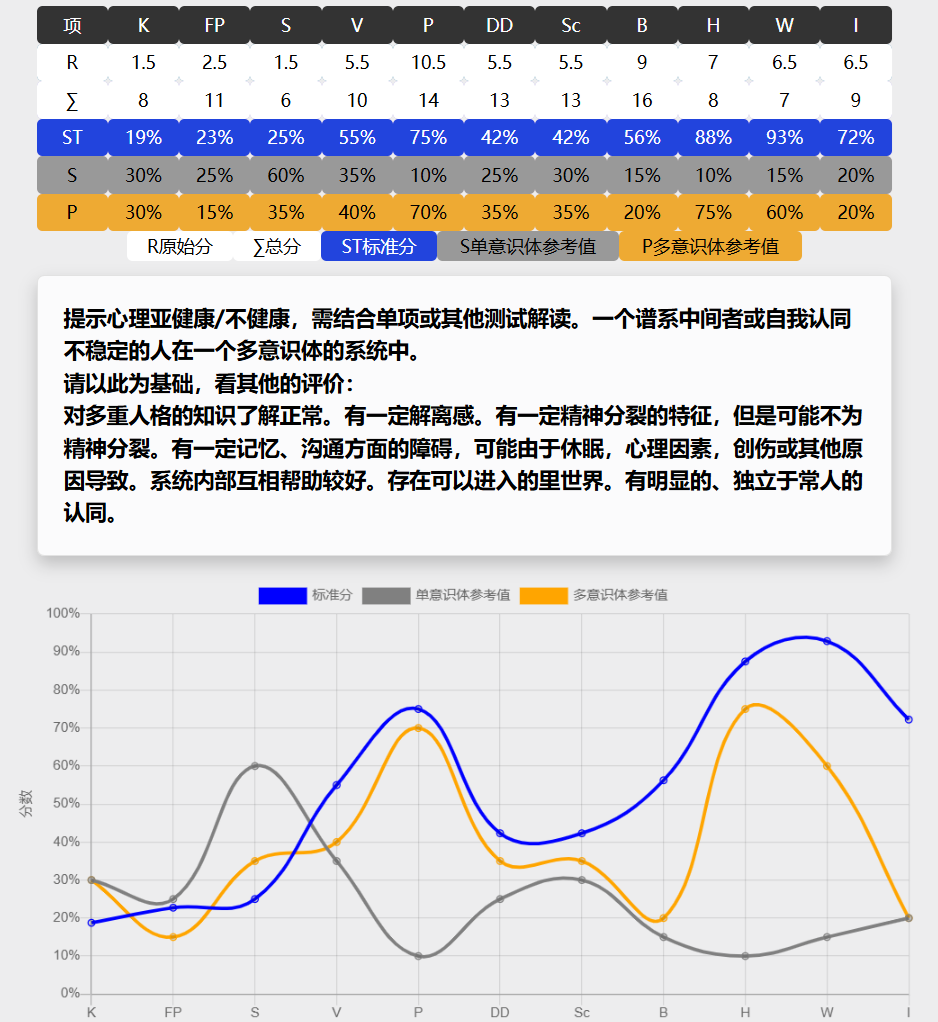 项 K FP S V P DD Sc B H W I
R 1.5 2.5 1.5 5.5 10.5 5.5 5.5 9 7 6.5 6.5
∑ 8 11 6 10 14 13 13 16 8 7 9
ST 19% 23% 25% 55% 75% 42% 42% 56% 88% 93% 72%
S 30% 25% 60% 35% 10% 25% 30% 15% 10% 15% 20%
P 30% 15% 35% 40% 70% 35% 35% 20% 75% 60% 20%
R原始分 ∑总分 ST标准分 S单意识体参考值 P多意识体参考值
提示心理亚健康/不健康，需结合单项或其他测试解读。一个谱系中间者或自我认同
不稳定的人在一个多意识体的系统中。
请以此为基础，看其他的评价：
对多重人格的知识了解正常。有一定解离感。有一定精神分裂的特征，但是可能不为
精神分裂。有一定记忆、沟通方面的障碍，可能由于休眠，心理因素，创伤或其他原
因导致。系统内部互相帮助较好。存在可以进入的里世界。有明显的、独立于常人的
认同。
标准分 单意识体参考值 多意识体参考值
100%
90%
80%
70%
60%
50%
40%
30%
20%
10%
0%
分数
K FP S V P DD Sc B H W I